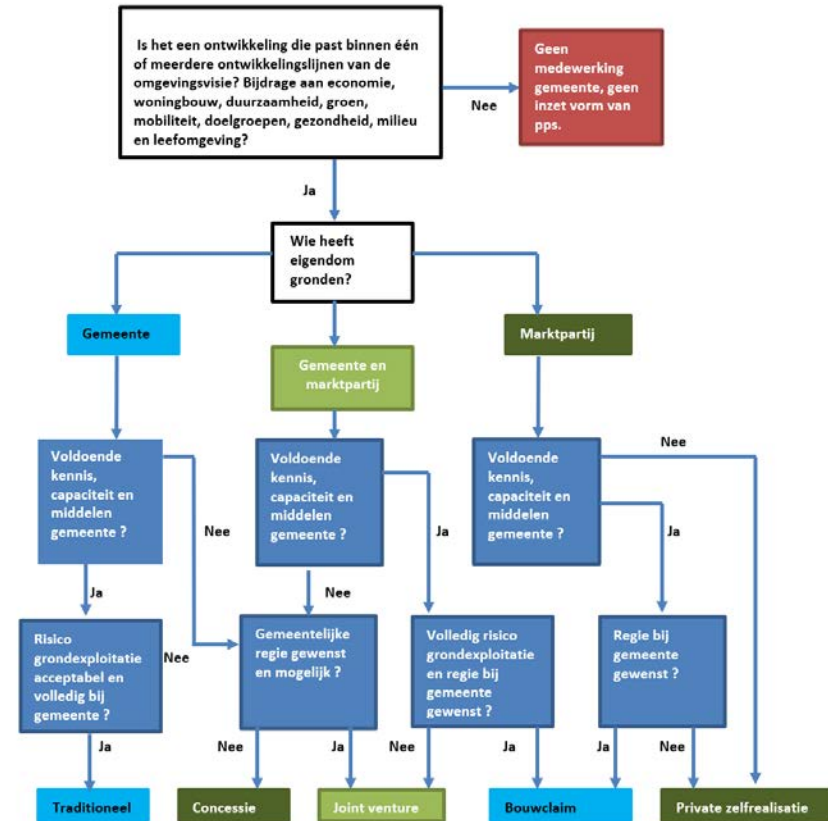 Is het een ontwikkeling die past binnen één
of meerdere ontwikkelingslijnen van de
omgevingsvisie? Bijdrage aan economie,
woningbouw, duurzaamheid, groen,
mobiliteit, doelgroepen, gezondheid, milieu
en leefomgeving?
Nee
Geen
medewerking
gemeente, geen
inzet vorm van
pps.
Ja
Wie heeft
eigendom
gronden?
Gemeente
Gemeente en
marktpartij
Marktpartij
Voldoende
kennis,
capaciteit en
middelen
gemeente ?
Nee
Voldoende
kennis,
capaciteit en
middelen
gemeente ?
Ja
Voldoende
kennis,
capaciteit en
middelen
gemeente ?
Nee
Ja
Ja
Nee
Risico
grondexploitatie
acceptabel en
volledig bij
gemeente ?
Nee
Gemeentelijke
regie gewenst
en mogelijk ?
Volledig risico
grondexploitatie
en regie bij
gemeente
gewenst ?
Regie bij
gemeente
gewenst ?
Ja
Nee
Ja
Nee
Ja
Ja
Nee
Traditioneel
Concessie
Joint venture
Bouwclaim
Private zelfrealisatie